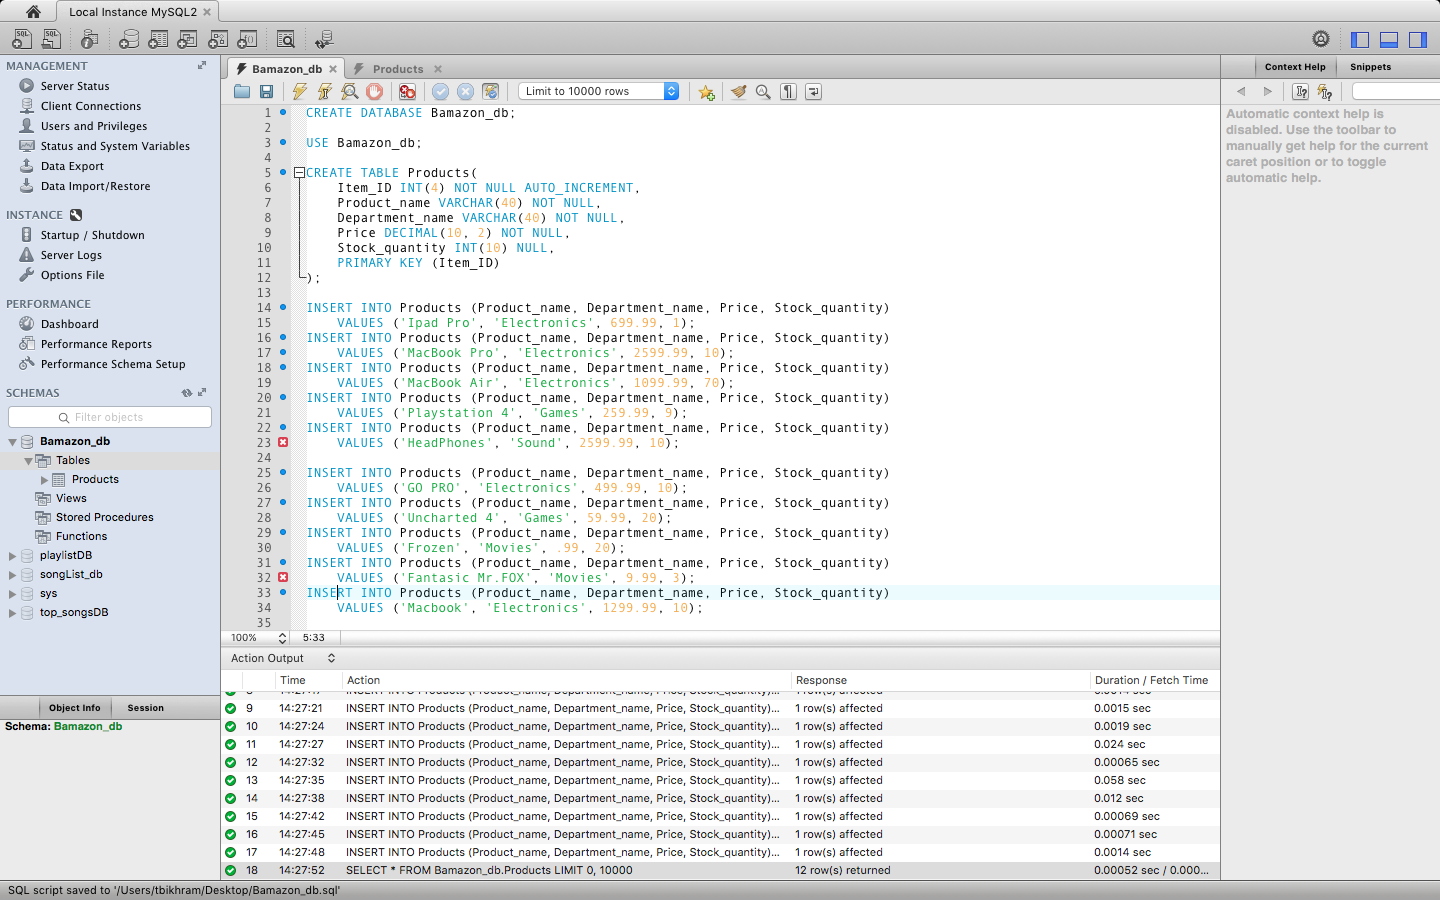 Local Instance MySQL2
MANAGEMENT
Server Status
Client Connections
Users and Privileges
Status and System Variables
Data Export
Data Import/Restore
INSTANCE
Startup / Shutdown
Server Logs
Options File
PERFORMANCE
Dashboard
Performance Reports
Performance Schema Setup
SCHEMAS
Filter objects
Bamazon_db
Tables
Products
Views
Stored Procedures
Functions
playlistDB
songList_db
sys
top_songsDB
Object Info Session
Schema: Bamazon_db
Bamazon_db Products
Limit to 10000 rows
1 CREATE DATABASE Bamazon_db;
2
3 USE Bamazon_db;
4
5 CREATE TABLE Products(
6 Item_ID INT(4) NOT NULL AUTO_INCREMENT,
7 Product_name VARCHAR(40) NOT NULL,
8 Department_name VARCHAR(40) NOT NULL,
9 Price DECIMAL(10, 2) NOT NULL,
10 Stock_quantity INT(10) NULL,
11 PRIMARY KEY (Item_ID)
12 );
13
14 INSERT INTO Products (Product_name, Department_name, Price, Stock_quantity)
15 VALUES ('Ipad Pro', 'Electronics', 699.99, 1);
16 INSERT INTO Products (Product_name, Department_name, Price, Stock_quantity)
17 VALUES ('MacBook Pro', 'Electronics', 2599.99, 10);
18 INSERT INTO Products (Product_name, Department_name, Price, Stock_quantity)
19 VALUES ('MacBook Air', 'Electronics', 1099.99, 70);
20 INSERT INTO Products (Product_name, Department_name, Price, Stock_quantity)
21 VALUES ('Playstation 4', 'Games', 259.99, 9);
22 INSERT INTO Products (Product_name, Department_name, Price, Stock_quantity)
23 VALUES ('HeadPhones', 'Sound', 2599.99, 10);
24
25 INSERT INTO Products (Product_name, Department_name, Price, Stock_quantity)
26 VALUES ('GO PRO', 'Electronics', 499.99, 10);
27 INSERT INTO Products (Product_name, Department_name, Price, Stock_quantity)
28 VALUES ('Uncharted 4', 'Games', 59.99, 20);
29 INSERT INTO Products (Product_name, Department_name, Price, Stock_quantity)
30 VALUES ('Frozen', 'Movies', .99, 20);
31 INSERT INTO Products (Product_name, Department_name, Price, Stock_quantity)
32 VALUES ('Fantasic Mr.FOX', 'Movies', 9.99, 3);
33 INSERT INTO Products (Product_name, Department_name, Price, Stock_quantity)
34 VALUES ('Macbook', 'Electronics', 1299.99, 10);
35
100% 5:33
Action Output
Time Action Response Duration / Fetch Time
9 14:27:21 INSERT INTO Products (Product_name, Department_name, Price, Stock_quantity)... 1 row(s) affected 0.0015 sec
10 14:27:24 INSERT INTO Products (Product_name, Department_name, Price, Stock_quantity)... 1 row(s) affected 0.0019 sec
11 14:27:27 INSERT INTO Products (Product_name, Department_name, Price, Stock_quantity)... 1 row(s) affected 0.024 sec
12 14:27:32 INSERT INTO Products (Product_name, Department_name, Price, Stock_quantity)... 1 row(s) affected 0.00065 sec
13 14:27:35 INSERT INTO Products (Product_name, Department_name, Price, Stock_quantity)... 1 row(s) affected 0.058 sec
14 14:27:38 INSERT INTO Products (Product_name, Department_name, Price, Stock_quantity)... 1 row(s) affected 0.012 sec
15 14:27:42 INSERT INTO Products (Product_name, Department_name, Price, Stock_quantity)... 1 row(s) affected 0.00069 sec
16 14:27:45 INSERT INTO Products (Product_name, Department_name, Price, Stock_quantity)... 1 row(s) affected 0.00071 sec
17 14:27:48 INSERT INTO Products (Product_name, Department_name, Price, Stock_quantity)... 1 row(s) affected 0.0014 sec
18 14:27:52 SELECT * FROM Bamazon_db.Products LIMIT 0, 10000 12 row(s) returned 0.00052 sec / 0.000...
Context Help Snippets
Automatic context help is
disabled. Use the toolbar to
manually get help for the current
caret position or to toggle
automatic help.
SQL script saved to '/Users/tbikhram/Desktop/Bamazon_db.sql'